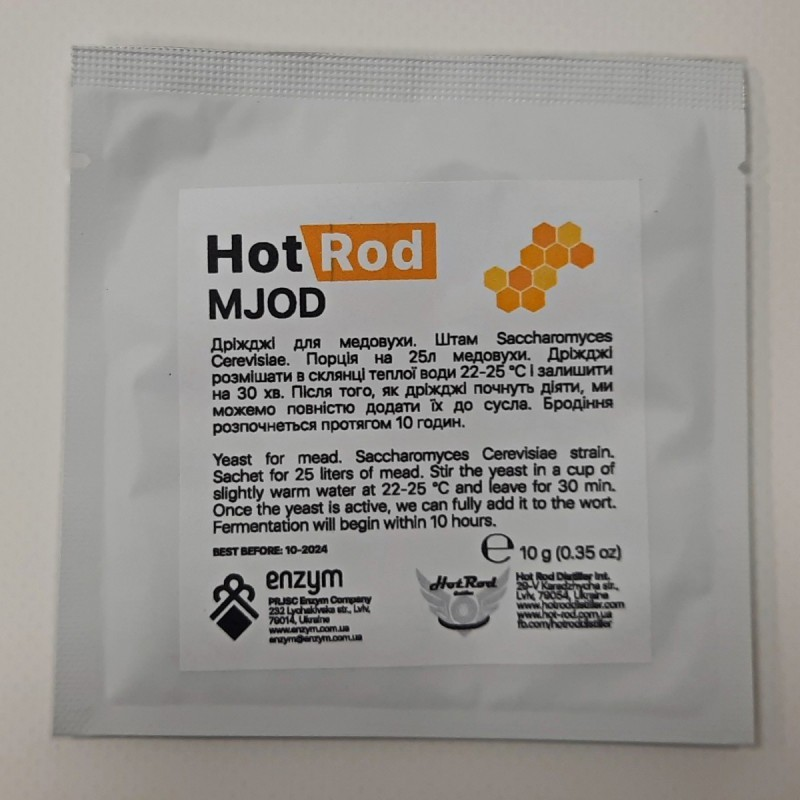 Hot Rod
MJOD
Дріжджі для медовухи. Штам Saccharomyces
Cerevisiae. Порція на 25л медовухи. Дріжджі
розмішати в склянці теплої води 22-25 °C і залишити
на 30 хв. Після того, як дріжджі почнуть діяти, ми
можемо повністю додати їх до сусла. Бродіння
розпочнеться протягом 10 годин.
Yeast for mead. Saccharomyces Cerevisiae strain.
Sachet for 25 liters of mead. Stir the yeast in a cup of
slightly warm water at 22-25 °C and leave for 30 min.
Once the yeast is active, we can fully add it to the wort.
Fermentation will begin within 10 hours.
BEST BEFORE: 10-2024
℮ 10 g (0.35 oz)
enzym
PRJSC Enzym Company
232 Lychakivska str., Lviv,
79014, Ukraine
www.enzym.com.ua
enzym@enzym.com.ua
Hot Rod
Hot Rod Distiller Int.
29-V Karadzhycha str.,
Lviv, 79054, Ukraine
www.hotroddistiller.com
www.hot-rod.com.ua
fb.com/hotroddistiller